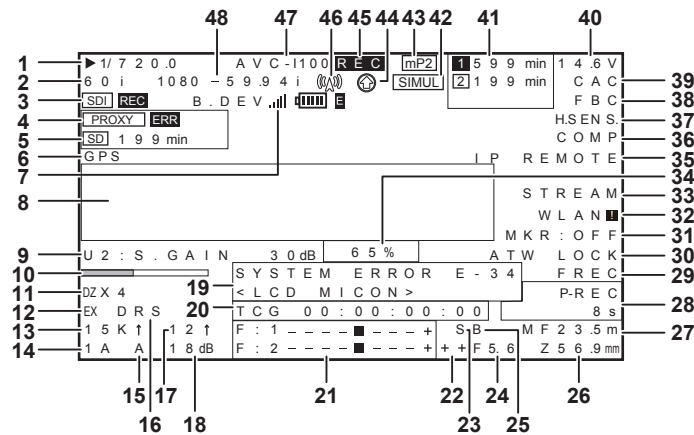 48 47 46 45 44 43 42 41 40
1 ▶1/720.0 AVC-I100 REC mP2 1 599 min 14.6V
2 60i 1080-59.94i SIMUL 2 199 min CAC 39
3 SDI REC B.DEV E FBC 38
4 PROXY ERR H.SENS. 37
5 SD 199 min COMP 36
6 GPS IP REMOTE 35
7 34
8 STREAM 33
WLAN! 32
MKR:OFF 31
9 U2:S.GAIN 30dB 65% ATW LOCK 30
10 SYSTEM ERROR E-34 FREC 29
11 DZX4 19 <LCD MICON> P-REC 28
12 EX DRS 20 TCG 00:00:00:00 8s
13 15K↑ 12↑ F:1----■----+ SB MF23.5m 27
14 1A A 18dB F:2----■----+ ++F5.6 Z56.9mm
15 16 17 18 21 22 23 24 25 26